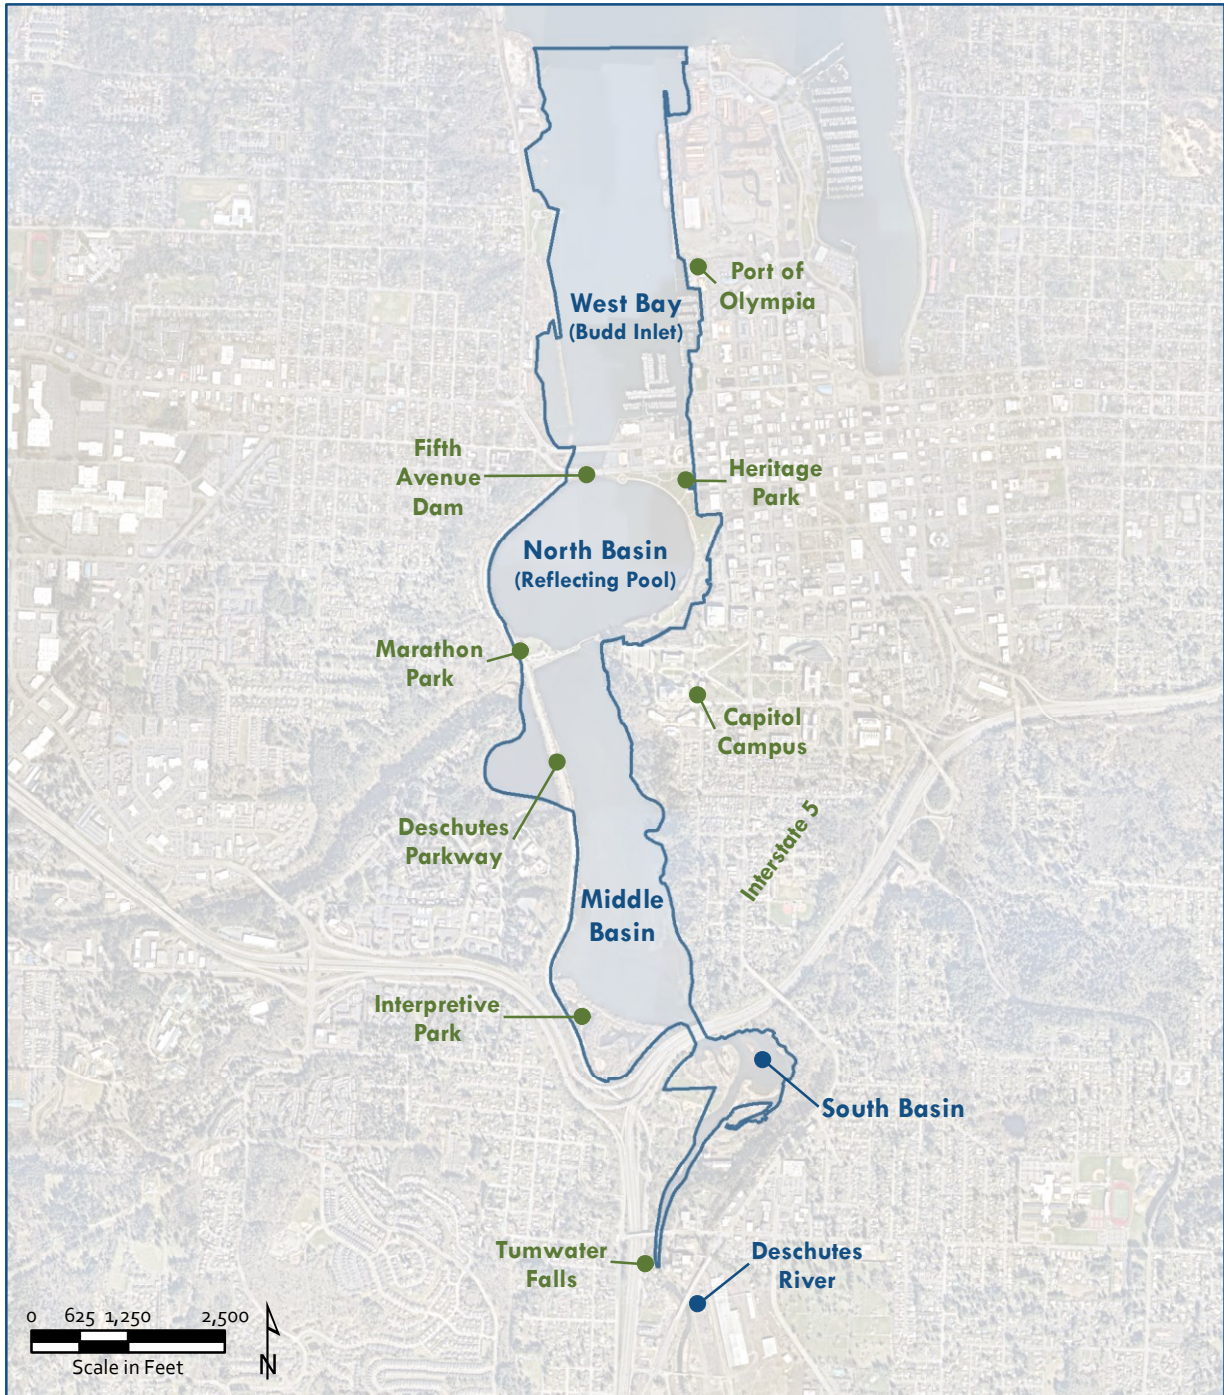 Port of
Olympia
West Bay
(Budd Inlet)
Fifth
Avenue
Dam
Heritage
Park
North Basin
(Reflecting Pool)
Marathon
Park
Capitol
Campus
Deschutes
Parkway
Interstate 5
Middle
Basin
Interpretive
Park
South Basin
Tumwater
Falls
Deschutes
River
0 625 1,250 2,500
Scale in Feet
N